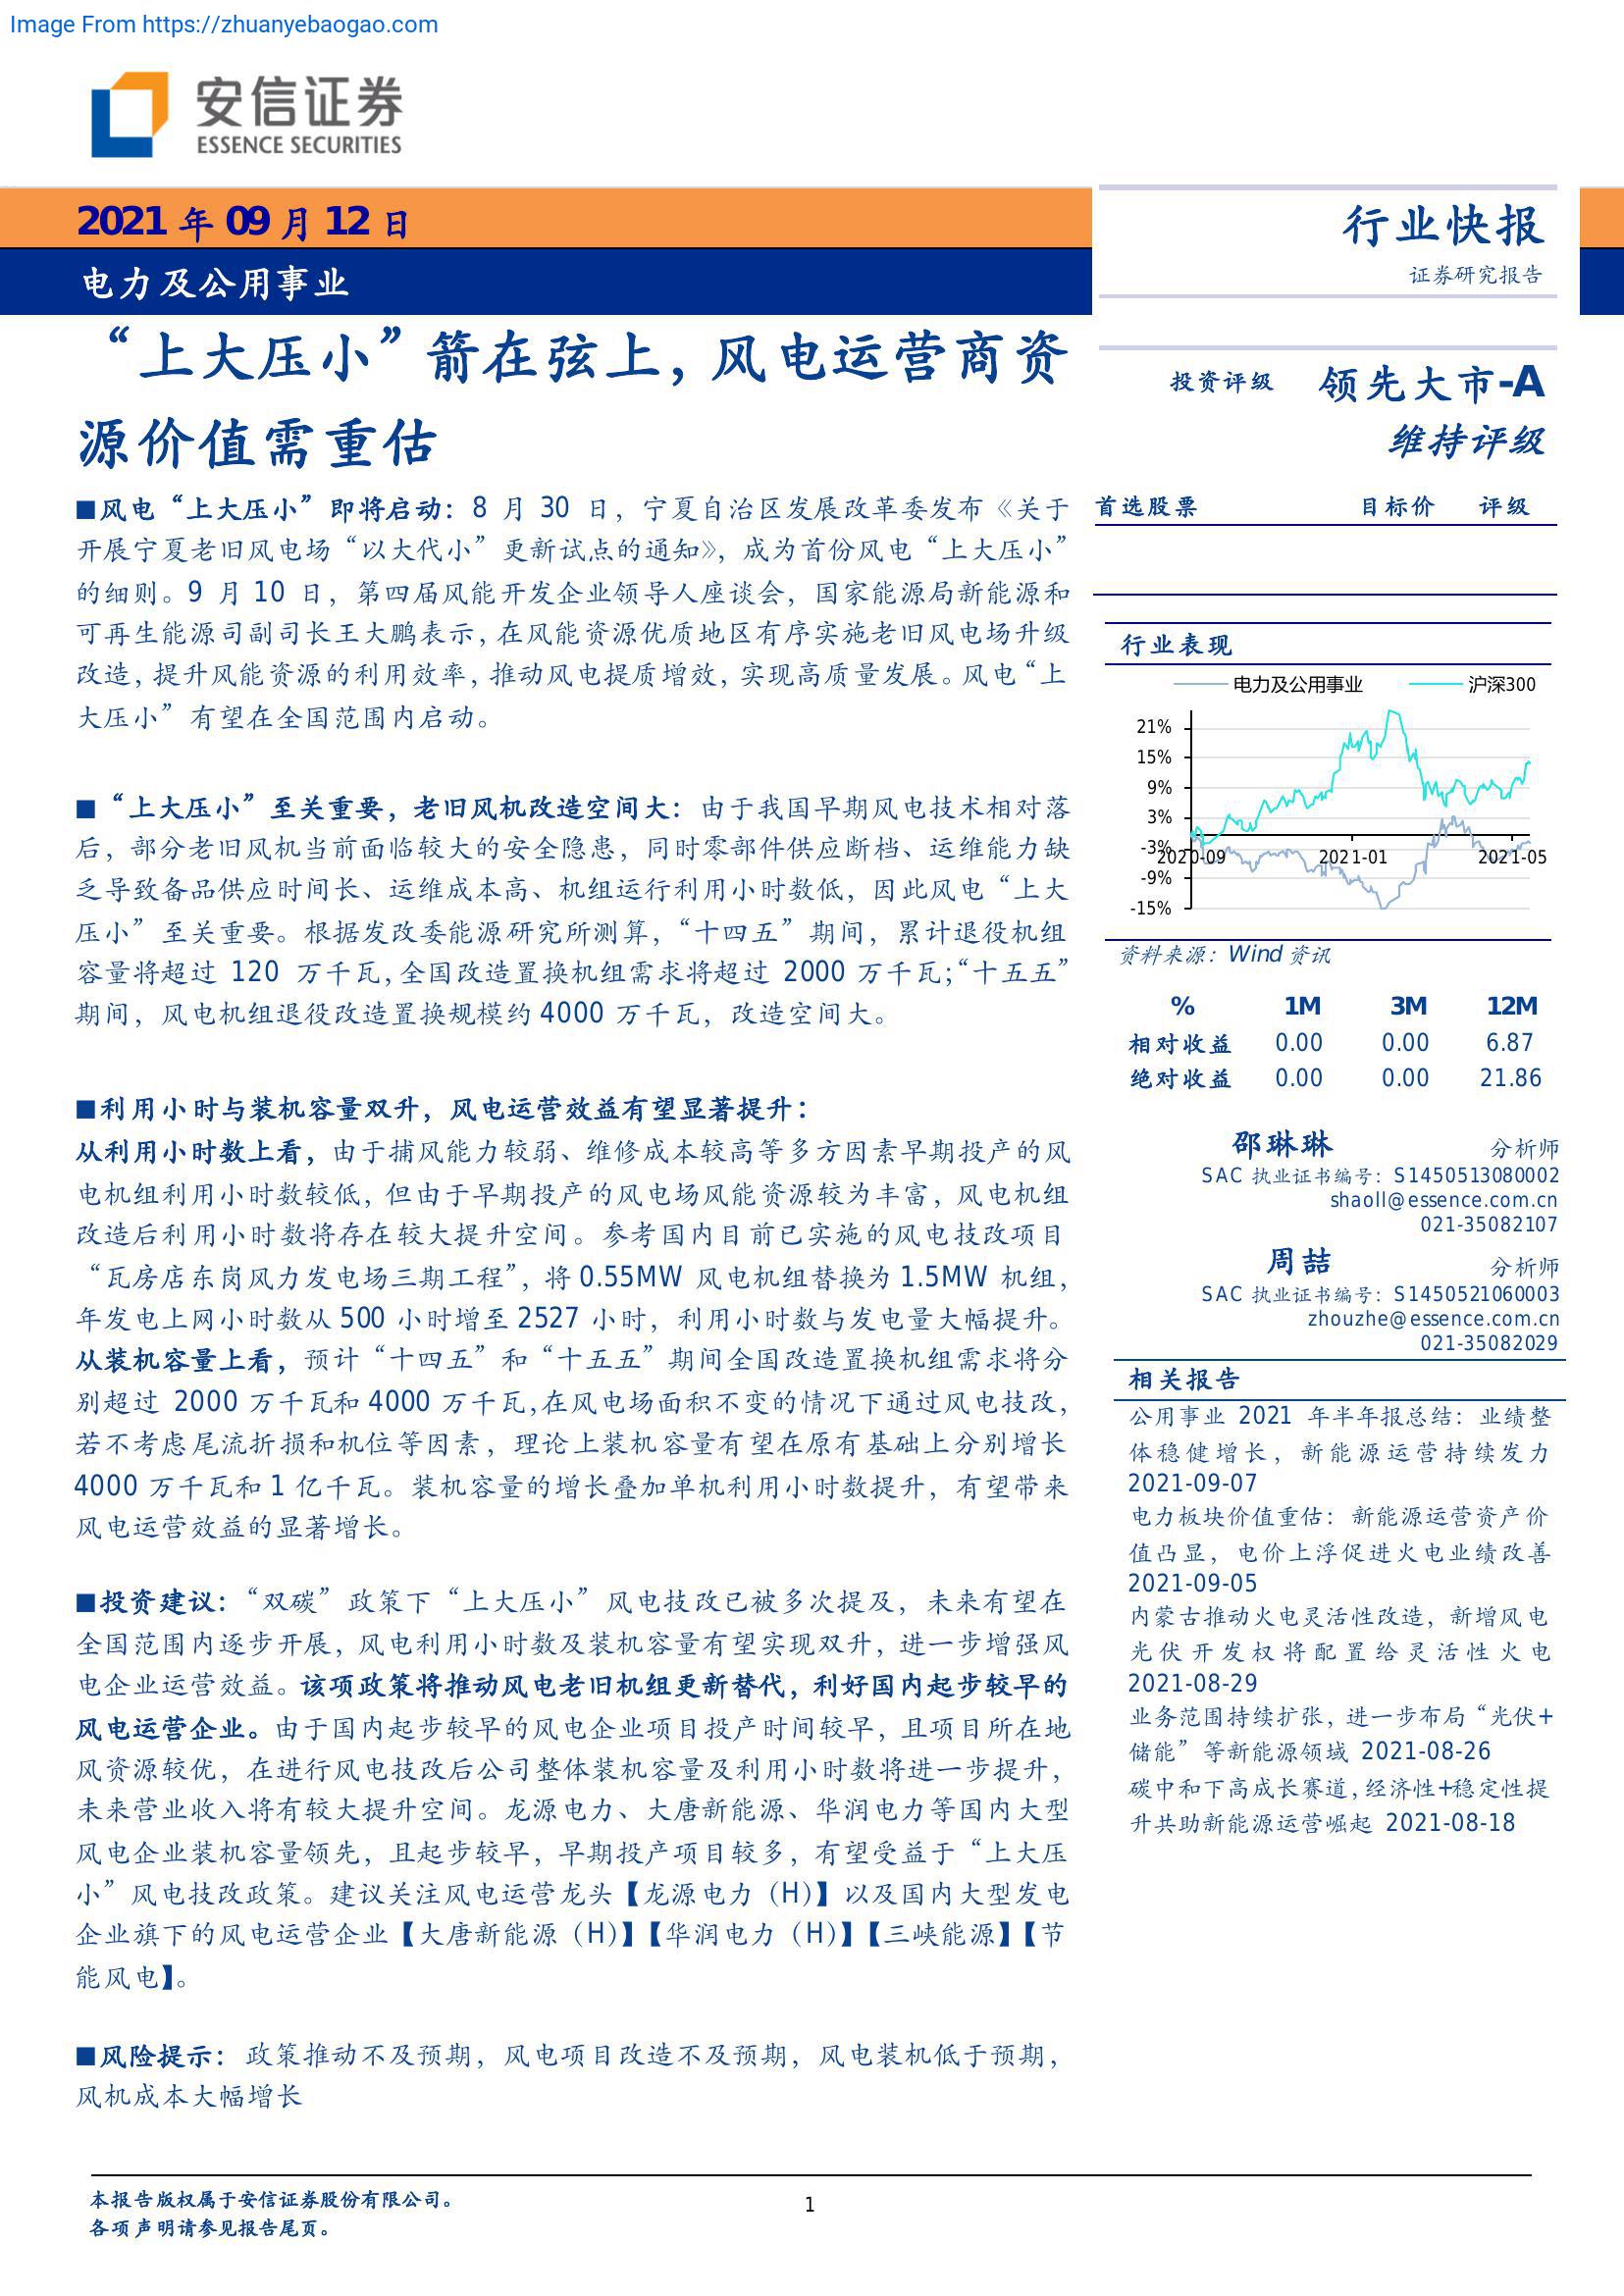 Image From https://zhuanyebaogao.com
安信证券
ESSENCE SECURITIES
2021 年 09 月 12 日
电力及公用事业
“上大压小”箭在弦上，风电运营商资
源价值需重估
■风电“上大压小”即将启动：8 月 30 日，宁夏自治区发展改革委发布《关于
开展宁夏老旧风电场“以大代小”更新试点的通知》，成为首份风电“上大压小”
的细则。9 月 10 日，第四届风能开发企业领导人座谈会，国家能源局新能源和
可再生能源司副司长王大鹏表示，在风能资源优质地区有序实施老旧风电场升级
改造，提升风能资源的利用效率，推动风电提质增效，实现高质量发展。风电“上
大压小”有望在全国范围内启动。
■“上大压小”至关重要，老旧风机改造空间大：由于我国早期风电技术相对落
后，部分老旧风机当前面临较大的安全隐患，同时零部件供应断档、运维能力缺
乏导致备品供应时间长、运维成本高、机组运行利用小时数低，因此风电“上大
压小”至关重要。根据发改委能源研究所测算，“十四五”期间，累计退役机组
容量将超过 120 万千瓦，全国改造置换机组需求将超过 2000 万千瓦；“十五五”
期间，风电机组退役改造置换规模约 4000 万千瓦，改造空间大。
■利用小时与装机容量双升，风电运营效益有望显著提升：
从利用小时数上看，由于捕风能力较弱、维修成本较高等多方因素早期投产的风
电机组利用小时数较低，但由于早期投产的风电场风能资源较为丰富，风电机组
改造后利用小时数将存在较大提升空间。参考国内目前已实施的风电技改项目
“瓦房店东岗风力发电场三期工程”，将 0.55MW 风电机组替换为 1.5MW 机组，
年发电上网小时数从 500 小时增至 2527 小时，利用小时数与发电量大幅提升。
从装机容量上看，预计“十四五”和“十五五”期间全国改造置换机组需求将分
别超过 2000 万千瓦和 4000 万千瓦，在风电场面积不变的情况下通过风电技改，
若不考虑尾流折损和机位等因素，理论上装机容量有望在原有基础上分别增长
4000 万千瓦和 1 亿千瓦。装机容量的增长叠加单机利用小时数提升，有望带来
风电运营效益的显著增长。
■投资建议：“双碳”政策下“上大压小”风电技改已被多次提及，未来有望在
全国范围内逐步开展，风电利用小时数及装机容量有望实现双升，进一步增强风
电企业运营效益。该项政策将推动风电老旧机组更新替代，利好国内起步较早的
风电运营企业。由于国内起步较早的风电企业项目投产时间较早，且项目所在地
风资源较优，在进行风电技改后公司整体装机容量及利用小时数将进一步提升，
未来营业收入将有较大提升空间。龙源电力、大唐新能源、华润电力等国内大型
风电企业装机容量领先，且起步较早，早期投产项目较多，有望受益于“上大压
小”风电技改政策。建议关注风电运营龙头【龙源电力（H）】以及国内大型发电
企业旗下的风电运营企业【大唐新能源（H）】【华润电力（H）】【三峡能源】【节
能风电】。
■风险提示：政策推动不及预期，风电项目改造不及预期，风电装机低于预期，
风机成本大幅增长
行业快报
证券研究报告
投资评级 领先大市-A
维持评级
首选股票 目标价 评级
行业表现
电力及公用事业 沪深300
21%
15%
9%
3%
-3%
-9%
-15%
2020-09 2021-01 2021-05
资料来源：Wind 资讯
% 1M 3M 12M
相对收益 0.00 0.00 6.87
绝对收益 0.00 0.00 21.86
邵琳琳 分析师
SAC 执业证书编号：S1450513080002
shaoll@essence.com.cn
021-35082107
周喆 分析师
SAC 执业证书编号：S1450521060003
zhouzhe@essence.com.cn
021-35082029
相关报告
公用事业 2021 年半年报总结：业绩整
体稳健增长，新能源运营持续发力
2021-09-07
电力板块价值重估：新能源运营资产价
值凸显，电价上浮促进火电业绩改善
2021-09-05
内蒙古推动火电灵活性改造，新增风电
光伏开发权将配置给灵活性火电
2021-08-29
业务范围持续扩张，进一步布局“光伏+
储能”等新能源领域 2021-08-26
碳中和下高成长赛道，经济性+稳定性提
升共助新能源运营崛起 2021-08-18
本报告版权属于安信证券股份有限公司。
各项声明请参见报告尾页。
1